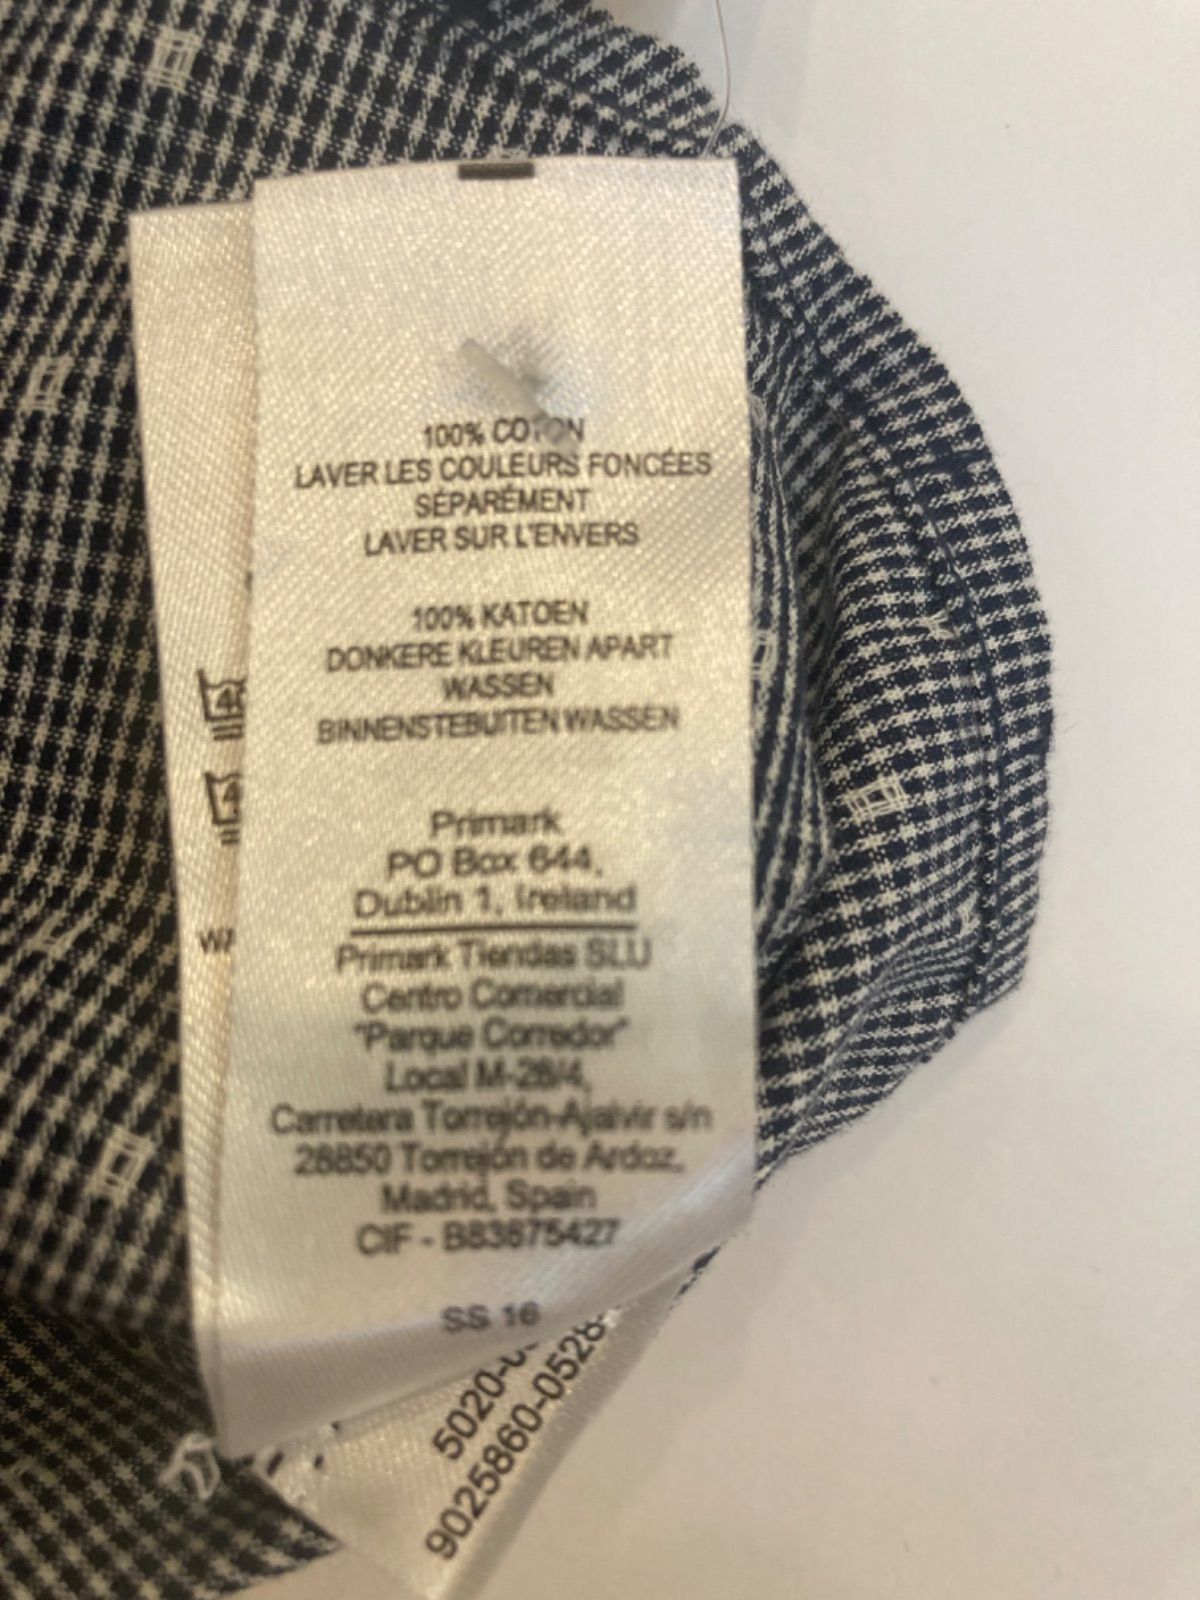 100% COTON
LAVER LES COULEURS FONCÉES
SÉPARÉMENT
LAVER SUR L'ENVERS
100% KATOEN
DONKERE KLEUREN APART
WASSEN
BINNENSTEBUITEN WASSEN
Primark
PO Box 644,
Dublin 1, Ireland
Primark Tiendas SLU
Centro Comercial
"Parque Corredor"
Local M-28/4,
Carretera Torrejón-Ajalvir s/n
28850 Torrejón de Ardoz,
Madrid, Spain
CIF - B83875427
SS 16
9025860-0528